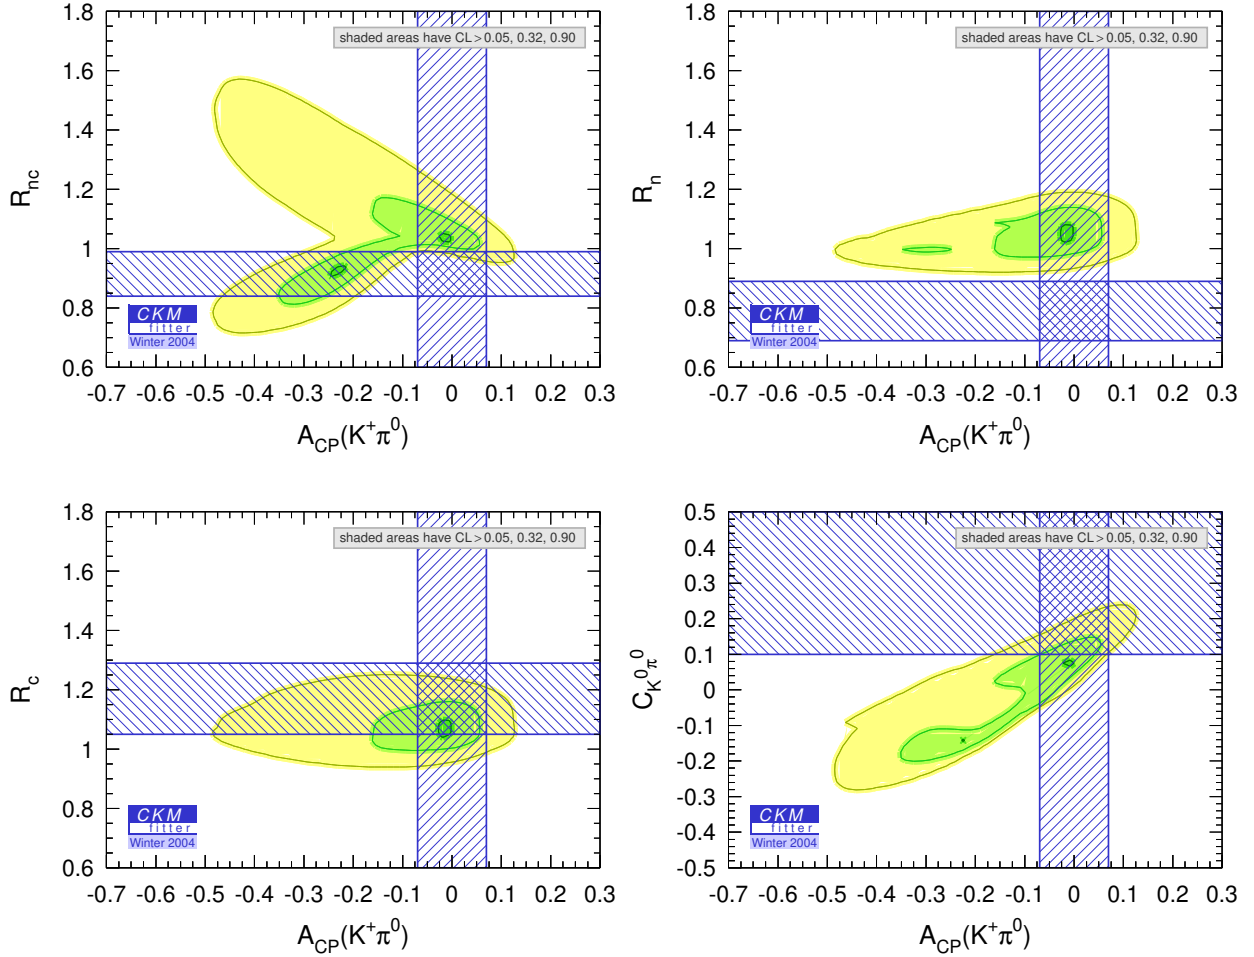 shaded areas have CL > 0.05, 0.32, 0.90
1.8
1.6
1.4
1.2
1
0.8
0.6
R_nc
CKM
fitter
Winter 2004
-0.7 -0.6 -0.5 -0.4 -0.3 -0.2 -0.1 0 0.1 0.2 0.3
A_CP(K⁺π⁰)
shaded areas have CL > 0.05, 0.32, 0.90
1.8
1.6
1.4
1.2
1
0.8
0.6
R_n
CKM
fitter
Winter 2004
-0.7 -0.6 -0.5 -0.4 -0.3 -0.2 -0.1 0 0.1 0.2 0.3
A_CP(K⁺π⁰)
shaded areas have CL > 0.05, 0.32, 0.90
1.8
1.6
1.4
1.2
1
0.8
0.6
R_c
CKM
fitter
Winter 2004
-0.7 -0.6 -0.5 -0.4 -0.3 -0.2 -0.1 0 0.1 0.2 0.3
A_CP(K⁺π⁰)
shaded areas have CL > 0.05, 0.32, 0.90
0.5
0.4
0.3
0.2
0.1
0
-0.1
-0.2
-0.3
-0.4
-0.5
C_K⁰π⁰
CKM
fitter
Winter 2004
-0.7 -0.6 -0.5 -0.4 -0.3 -0.2 -0.1 0 0.1 0.2 0.3
A_CP(K⁺π⁰)